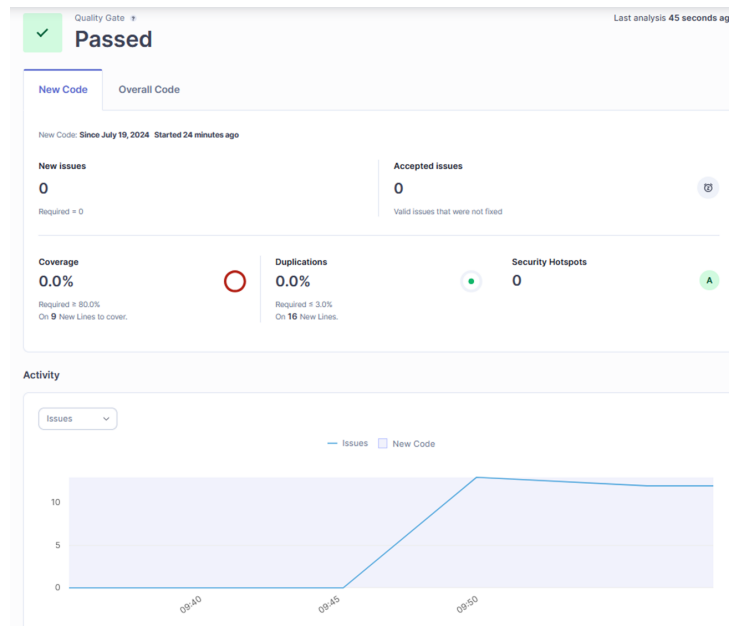 Quality Gate
Last analysis 45 seconds ag
Passed
New Code Overall Code
New Code: Since July 19, 2024 Started 24 minutes ago
New issues
0
Required = 0
Accepted issues
0
Valid issues that were not fixed
Coverage
0.0%
Required ≥ 80.0%
On 9 New Lines to cover.
Duplications
0.0%
Required ≤ 3.0%
On 16 New Lines.
Security Hotspots
0
A
Activity
Issues
Issues New Code
10
5
0
09:40 09:45 09:50